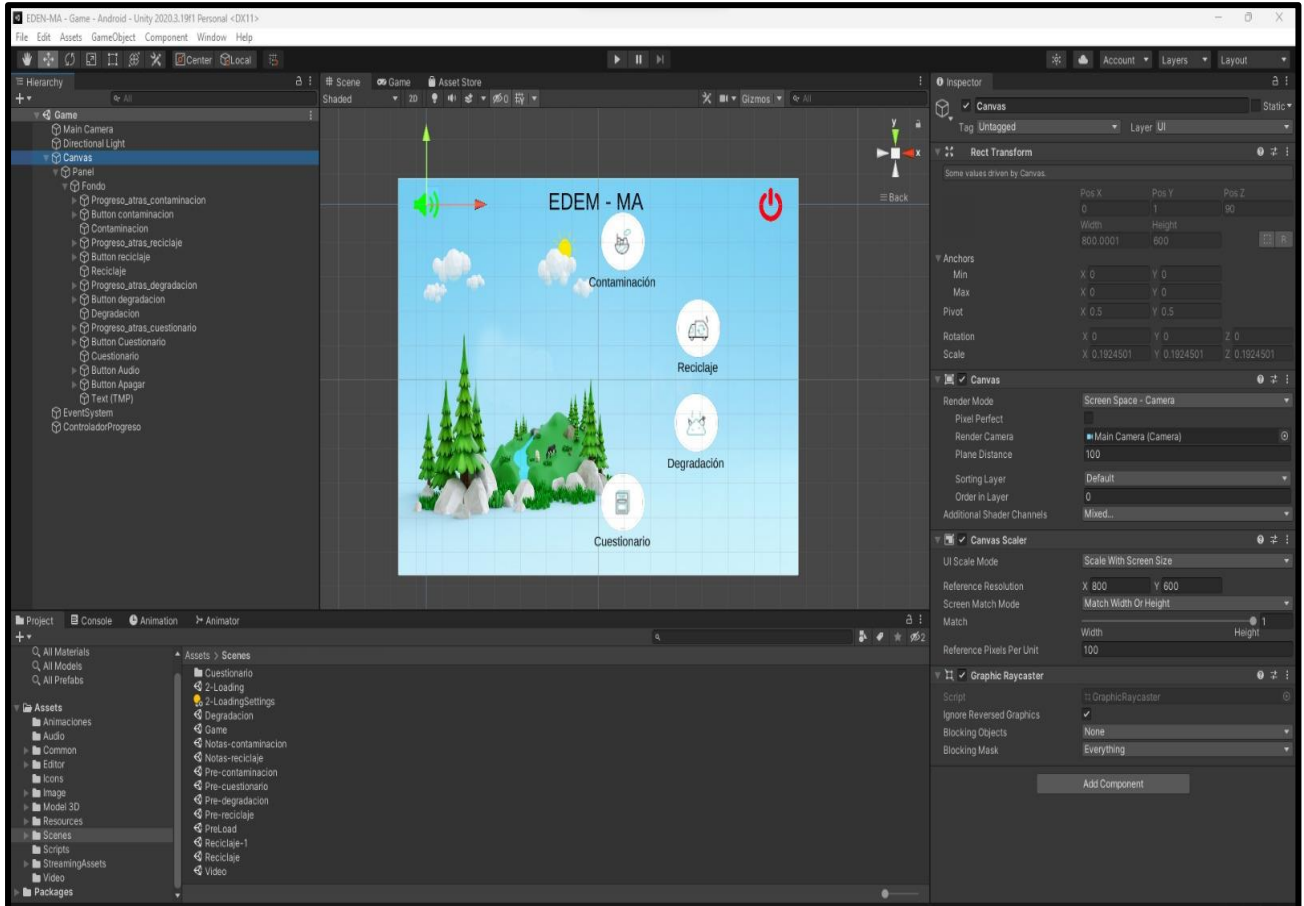 EDEN-MA - Game - Android - Unity 2020.3.19f1 Personal <DX11>
File Edit Assets GameObject Component Window Help
Center Local
Account Layers Layout
Hierarchy
All
Game
Main Camera
Directional Light
Canvas
Panel
Fondo
Progreso_atras_contaminacion
Button contaminacion
Contaminacion
Progreso_atras_reciclaje
Button reciclaje
Reciclaje
Progreso_atras_degradacion
Button degradacion
Degradacion
Progreso_atras_cuestionario
Button Cuestionario
Cuestionario
Button Audio
Button Apagar
Text (TMP)
EventSystem
ControladorProgreso
Scene Game Asset Store
Shaded 2D 0 Gizmos All
y
x
Back
EDEM - MA
Contaminación
Reciclaje
Degradación
Cuestionario
Inspector
Canvas Static
Tag Untagged Layer UI
Rect Transform
Some values driven by Canvas.
Pos X Pos Y Pos Z
0 1 90
Width Height
800.0001 600
R
Anchors
Min X 0 Y 0
Max X 0 Y 0
Pivot X 0.5 Y 0.5
Rotation X 0 Y 0 Z 0
Scale X 0.1924501 Y 0.1924501 Z 0.1924501
Canvas
Render Mode Screen Space - Camera
Pixel Perfect
Render Camera Main Camera (Camera)
Plane Distance 100
Sorting Layer Default
Order in Layer 0
Additional Shader Channels Mixed...
Canvas Scaler
UI Scale Mode Scale With Screen Size
Reference Resolution X 800 Y 600
Screen Match Mode Match Width Or Height
Match 1
Width Height
Reference Pixels Per Unit 100
Graphic Raycaster
Script GraphicRaycaster
Ignore Reversed Graphics
Blocking Objects None
Blocking Mask Everything
Add Component
Project Console Animation Animator
2
All Materials
All Models
All Prefabs
Assets
Animaciones
Audio
Common
Editor
Icons
Image
Model 3D
Resources
Scenes
Scripts
StreamingAssets
Video
Packages
Assets > Scenes
Cuestionario
2-Loading
2-LoadingSettings
Degradacion
Game
Notas-contaminacion
Notas-reciclaje
Pre-contaminacion
Pre-cuestionario
Pre-degradacion
Pre-reciclaje
PreLoad
Reciclaje-1
Reciclaje
Video